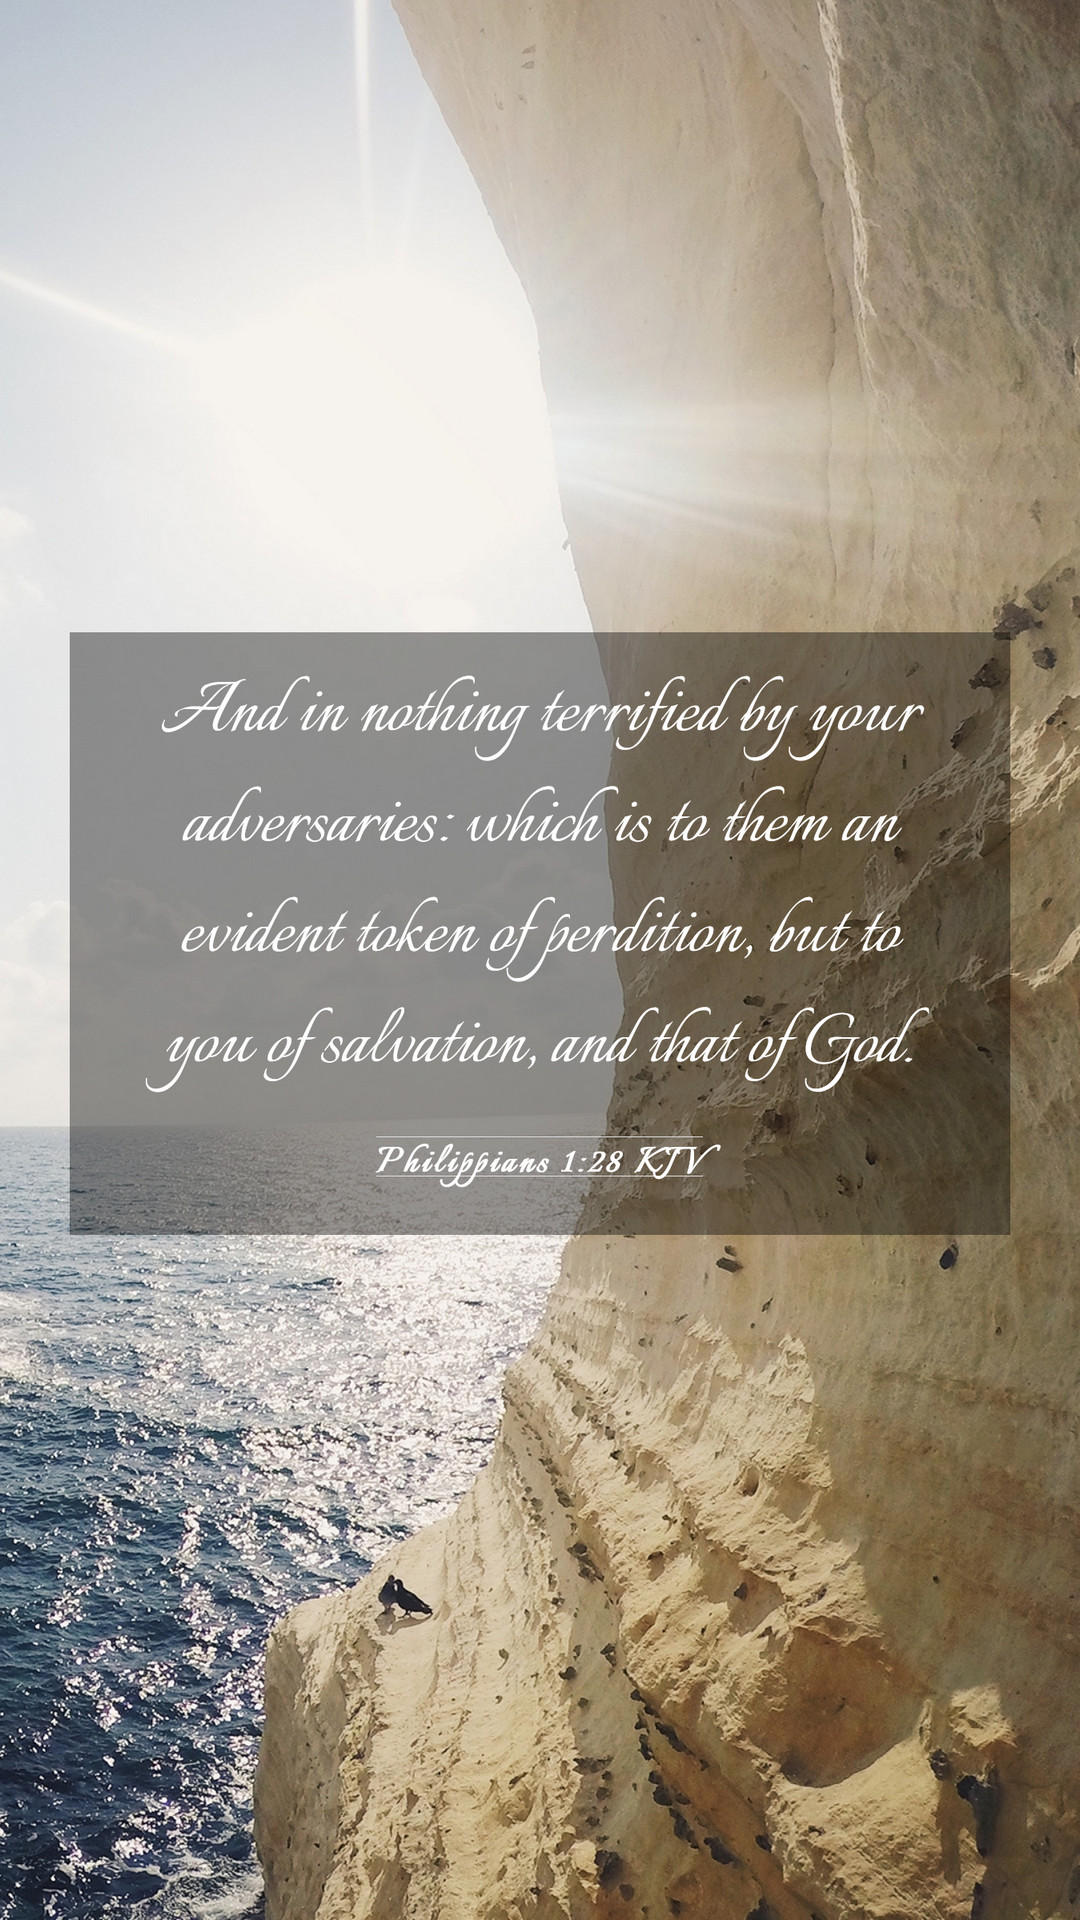 And in nothing terrified by your
adversaries: which is to them an
evident token of perdition, but to
you of salvation, and that of God.
Philippians 1:28 KJV